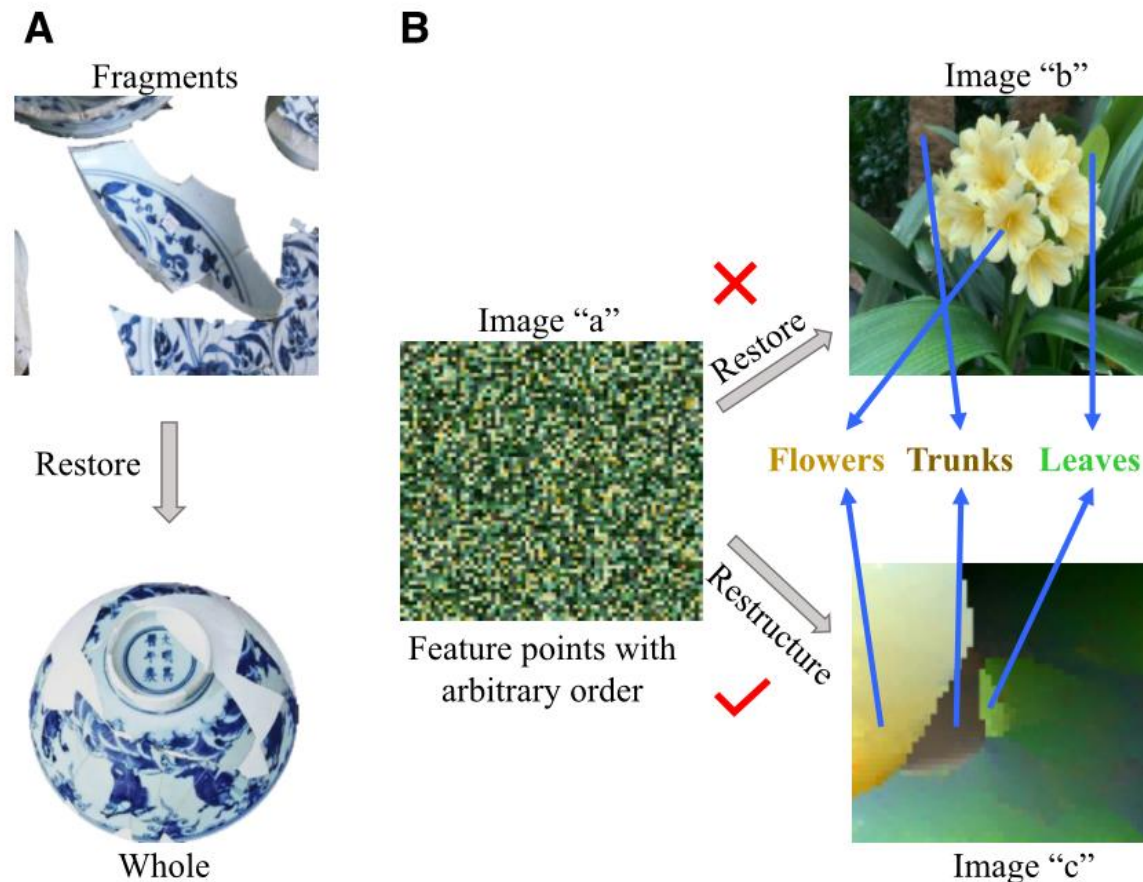 A
B
Fragments
Restore
Whole
Image “a”
Feature points with
arbitrary order
Restore
Restructure
Image “b”
Flowers Trunks Leaves
Image “c”